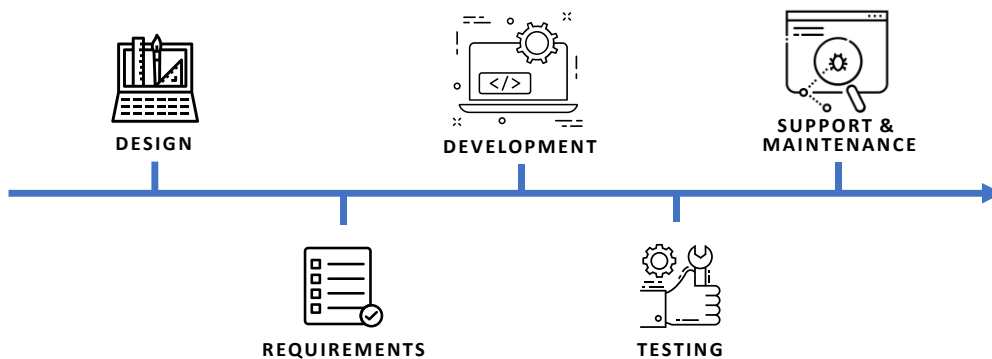 </>
DESIGN
DEVELOPMENT
SUPPORT &
MAINTENANCE
REQUIREMENTS
TESTING